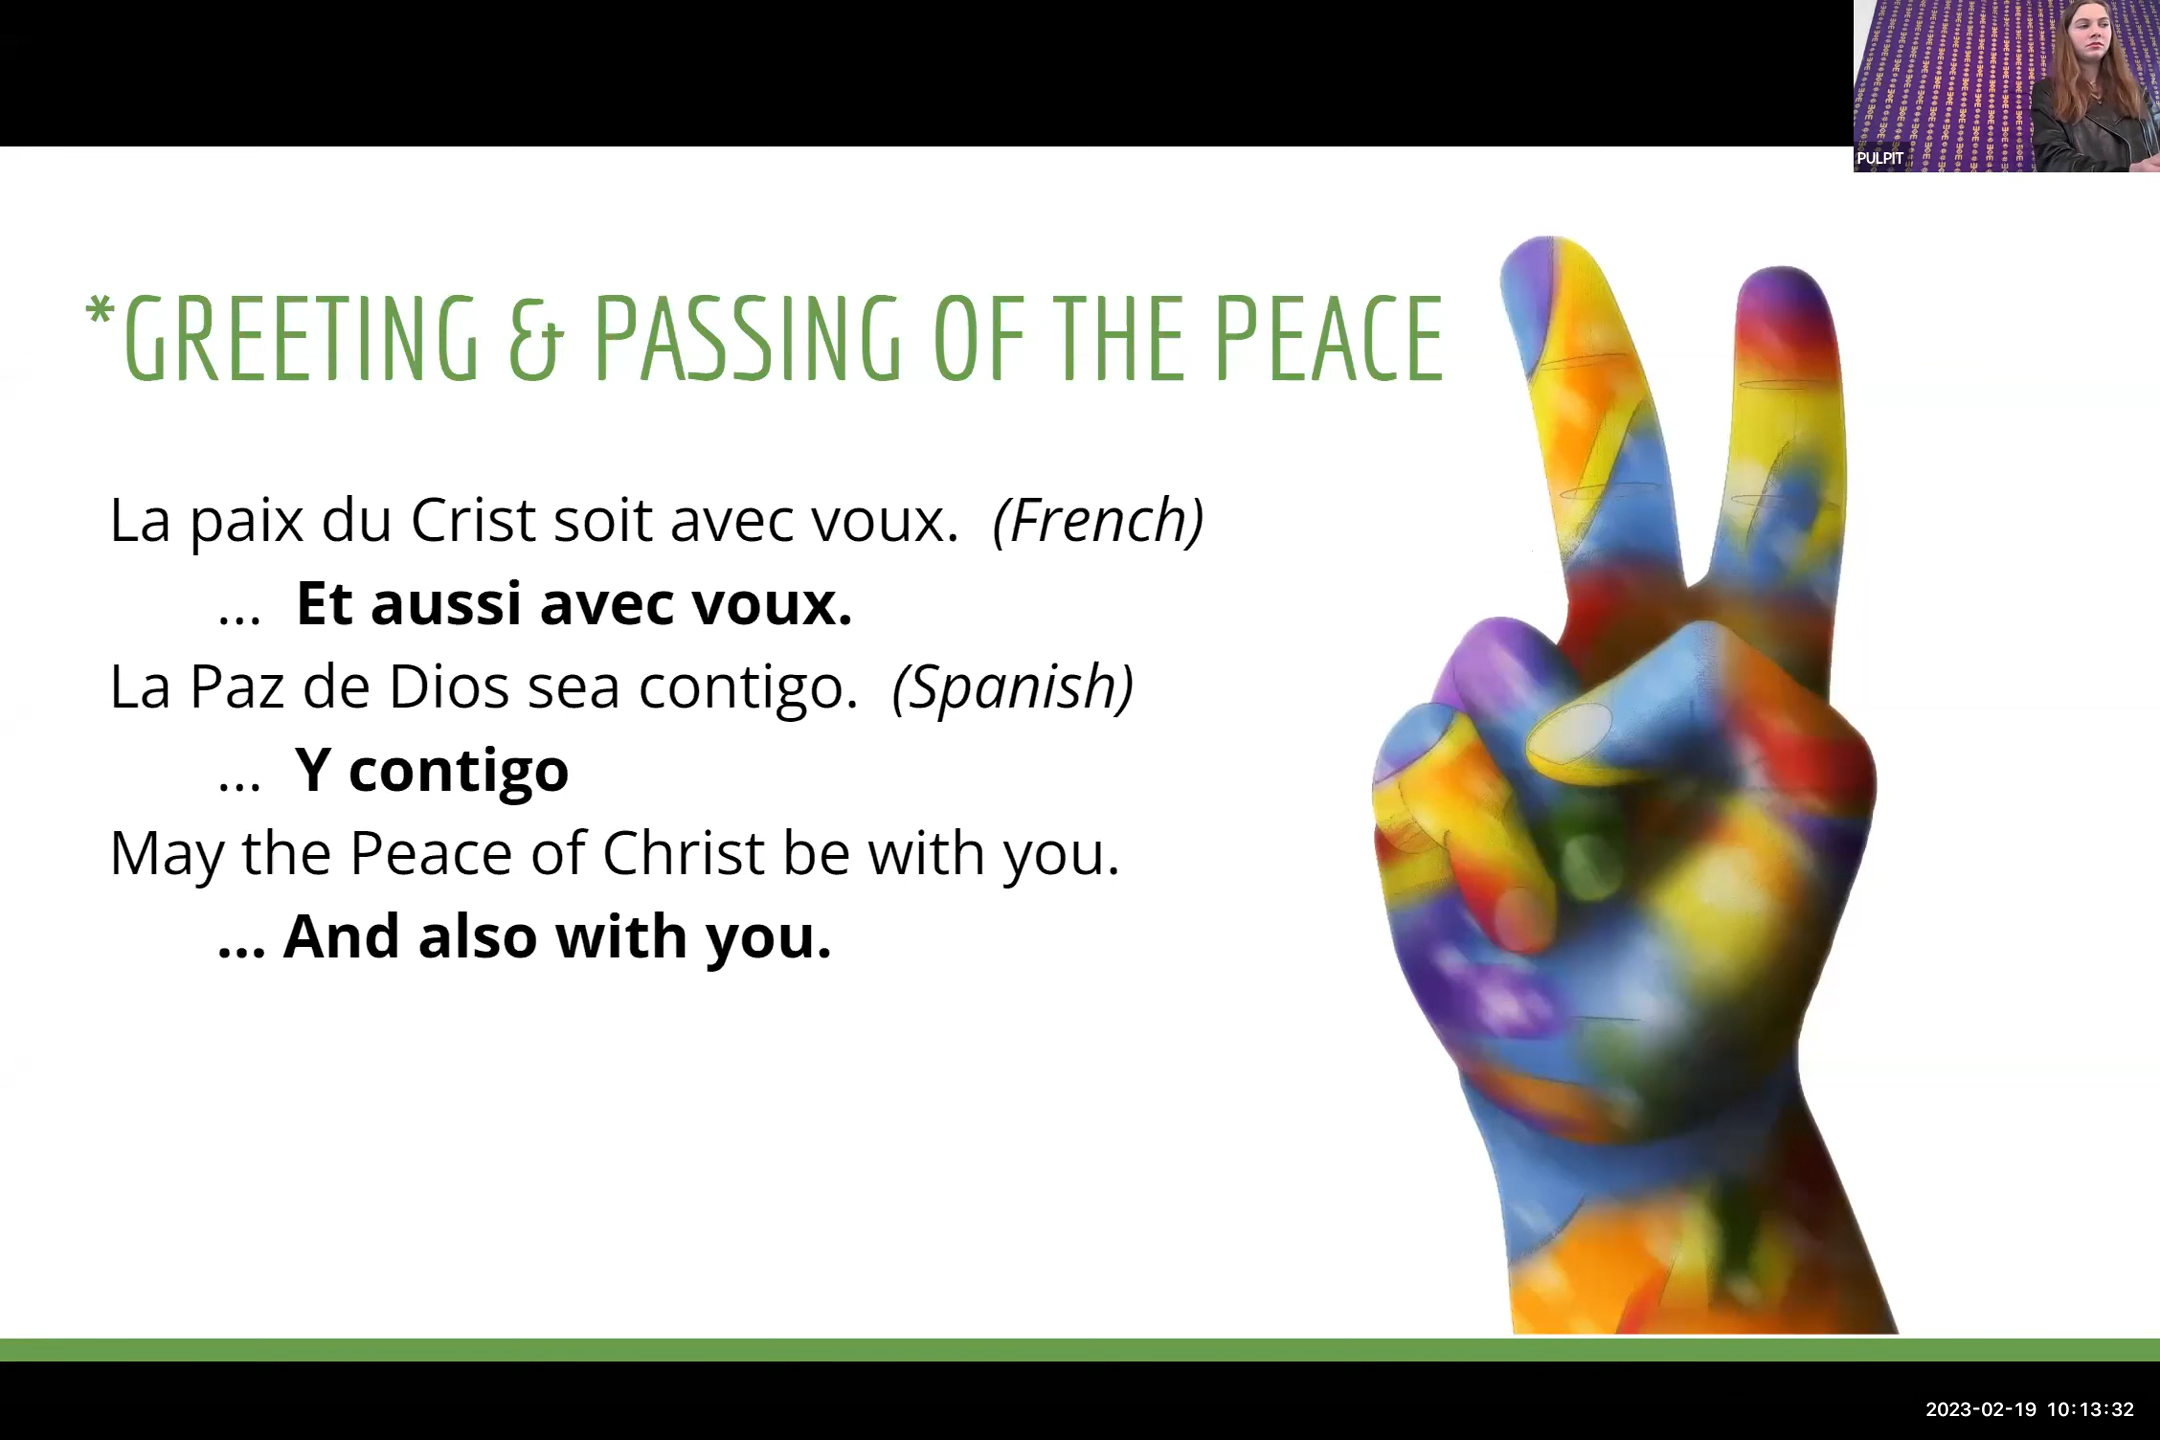 PULPIT
*GREETING & PASSING OF THE PEACE
La paix du Crist soit avec voux. (French)
... Et aussi avec voux.
La Paz de Dios sea contigo. (Spanish)
... Y contigo
May the Peace of Christ be with you.
... And also with you.
2023-02-19 10:13:32